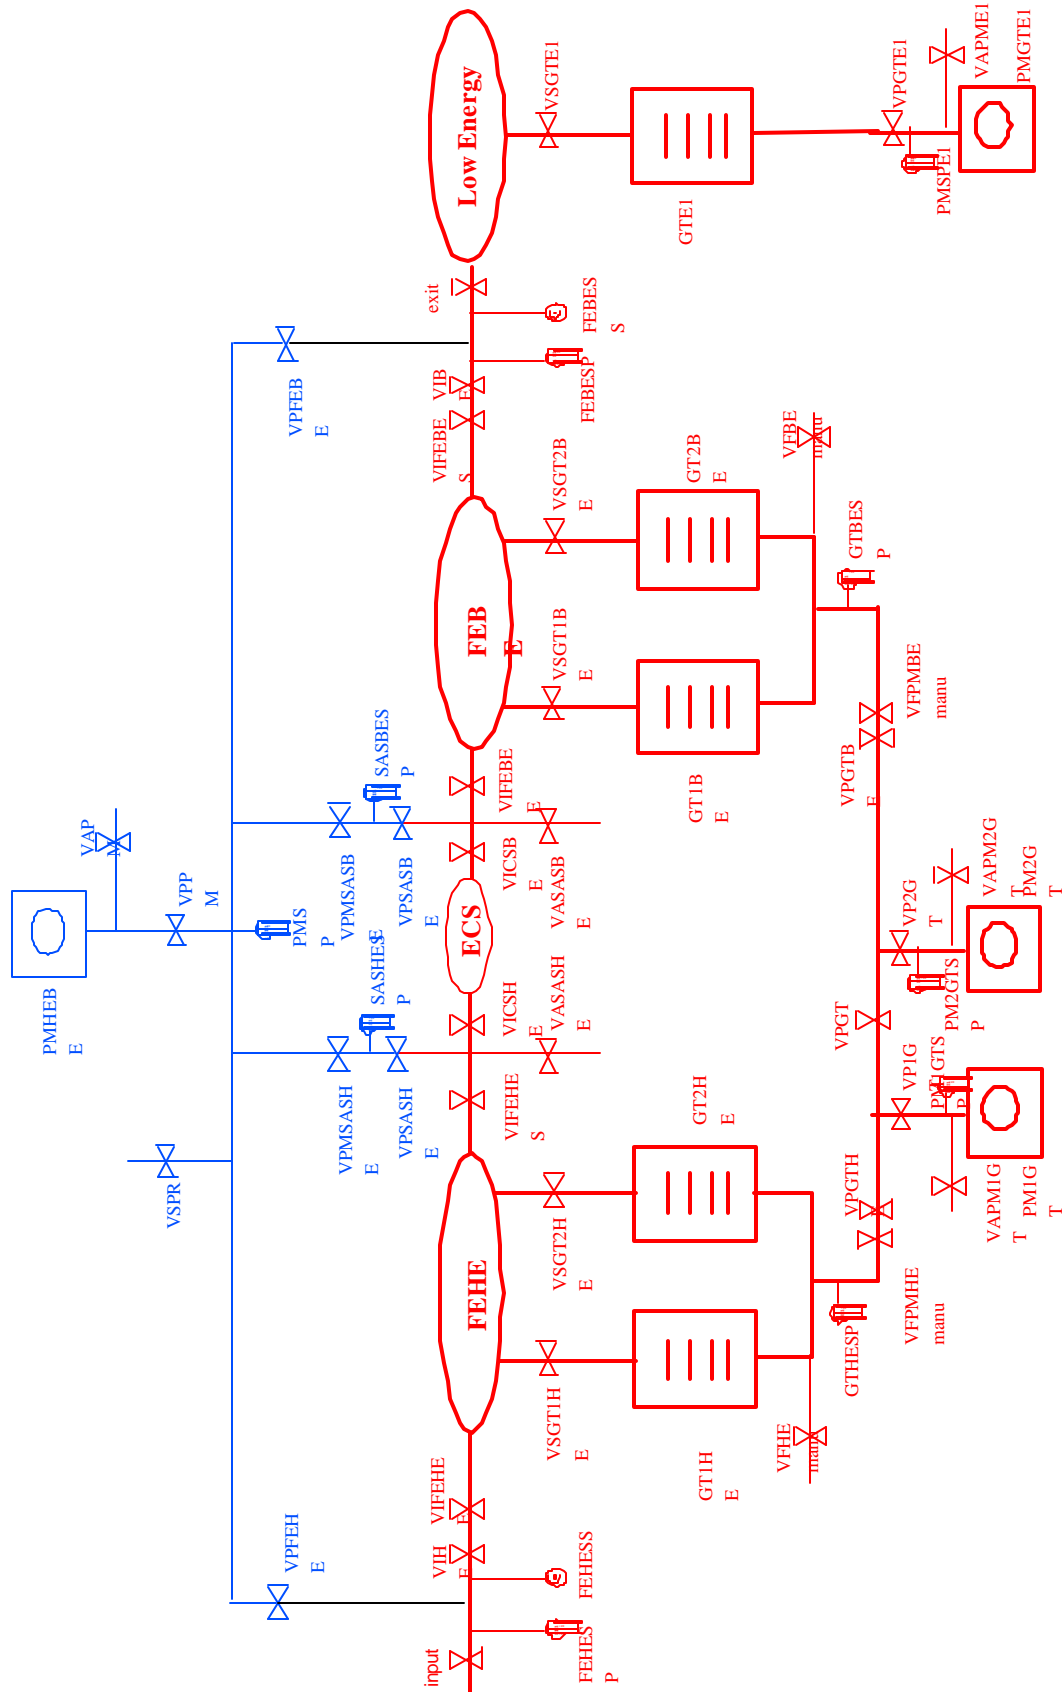 Low Energy
VSGTE1
GTE1
VPGTE1
PMSPE1
VAPME1
PMGTE1
exit
FEBES
S
FEBESP
VIB
E
VIFEBE
S
VPFEB
E
FEB
E
VSGT2B
E
GT2B
E
VFBE
manu
GTBES
P
VSGT1B
E
GT1B
E
VFPMBE
manu
VPGTB
E
VIFEBE
E
VICSB
E
VASASB
E
SASBES
P
VPMSASB
E
VPSASB
E
VAP
M
VPP
M
PMS
P
PMHEB
E
ECS
SASHES
P
VICSH
E
VASASH
E
VPMSASH
E
VPSASH
E
VIFEHE
S
VSPR
VP2G
T
VAPM2G
T
PM2G
T
PM2GTS
P
VPGT
VP1G
T
PM1GTS
P
VAPM1G
T
PM1G
T
VPGTH
E
VFPMHE
manu
GTHESP
GT2H
E
VSGT2H
E
FEHE
VSGT1H
E
GT1H
E
VFHE
manu
VIFEHE
E
VIH
E
VPFEH
E
FEHESS
FEHES
P
input